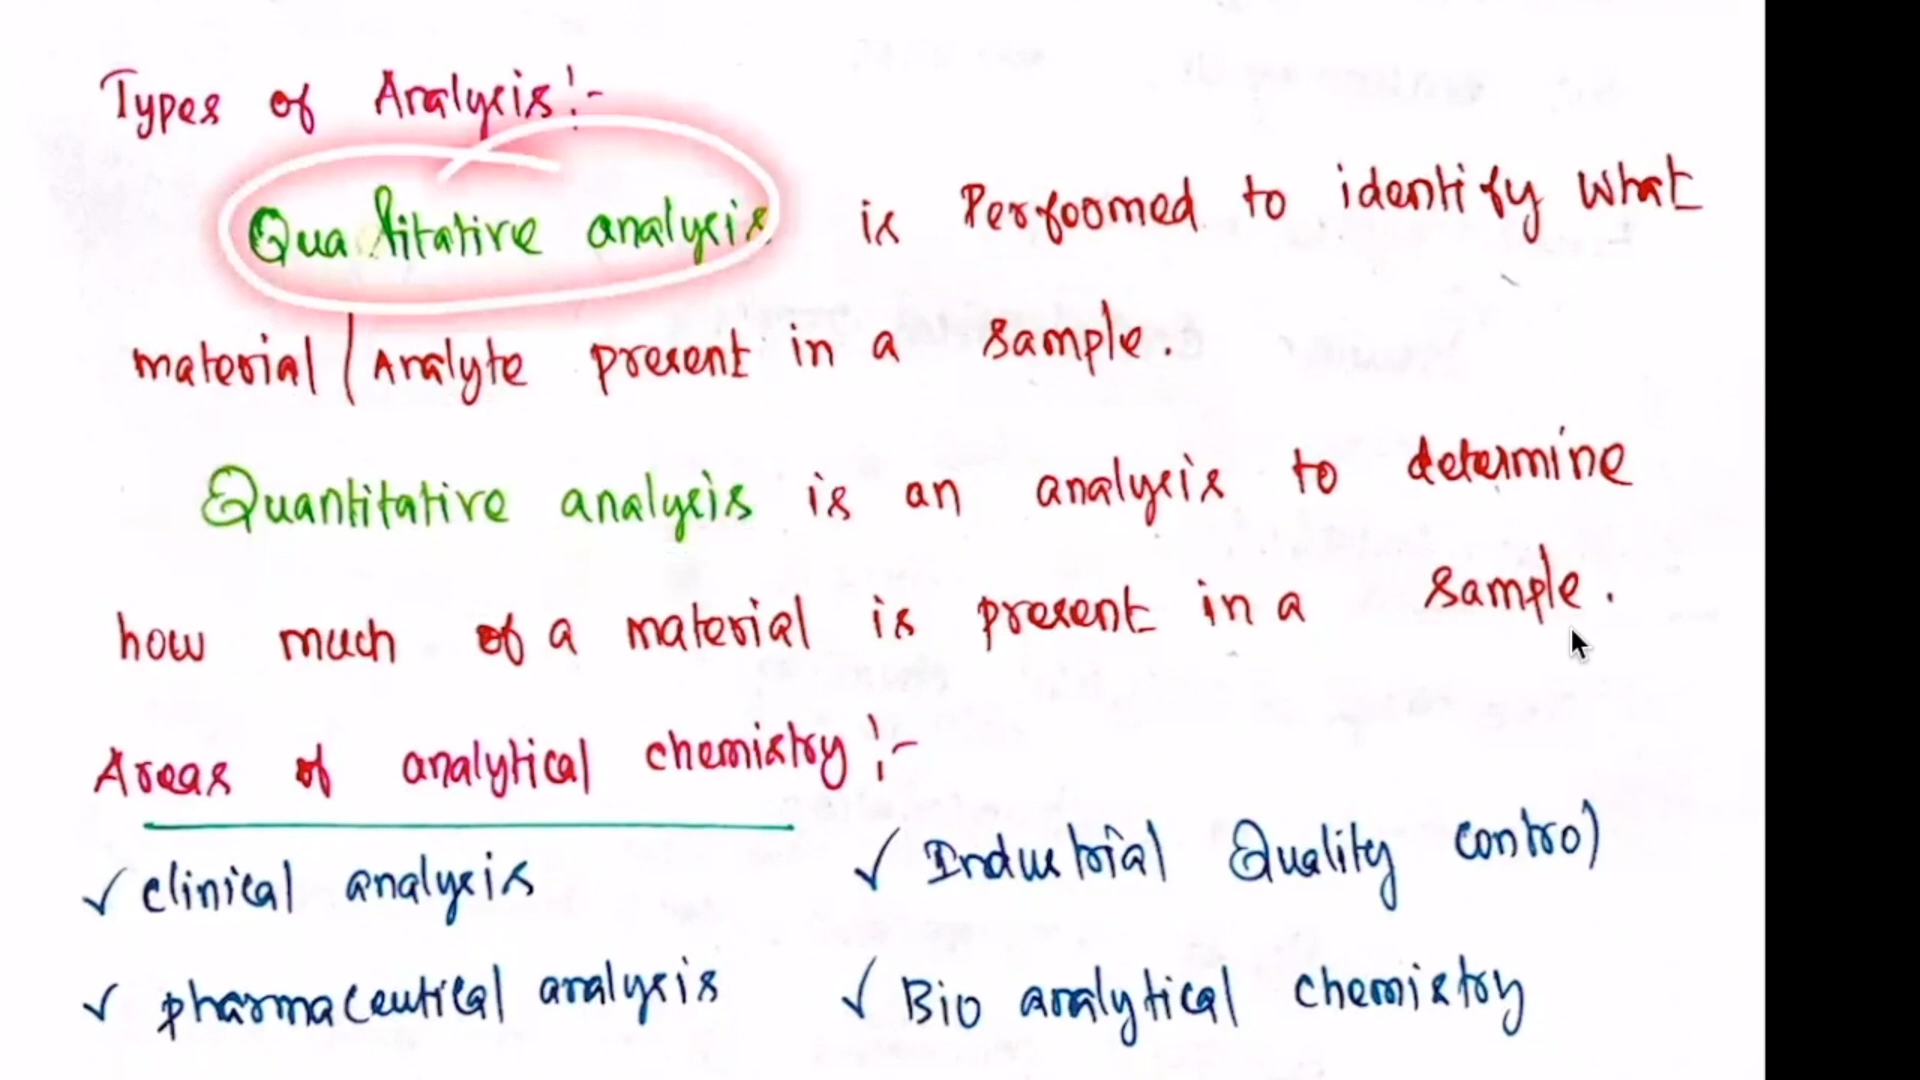 Types of Analysis:-
Qualitative analysis is Performed to identify what
material / Analyte present in a sample.
Quantitative analysis is an analysis to determine
how much of a material is present in a sample.
Areas of analytical chemistry:-
✓ clinical analysis ✓ Industrial Quality control
✓ pharmaceutical analysis ✓ Bio analytical chemistry